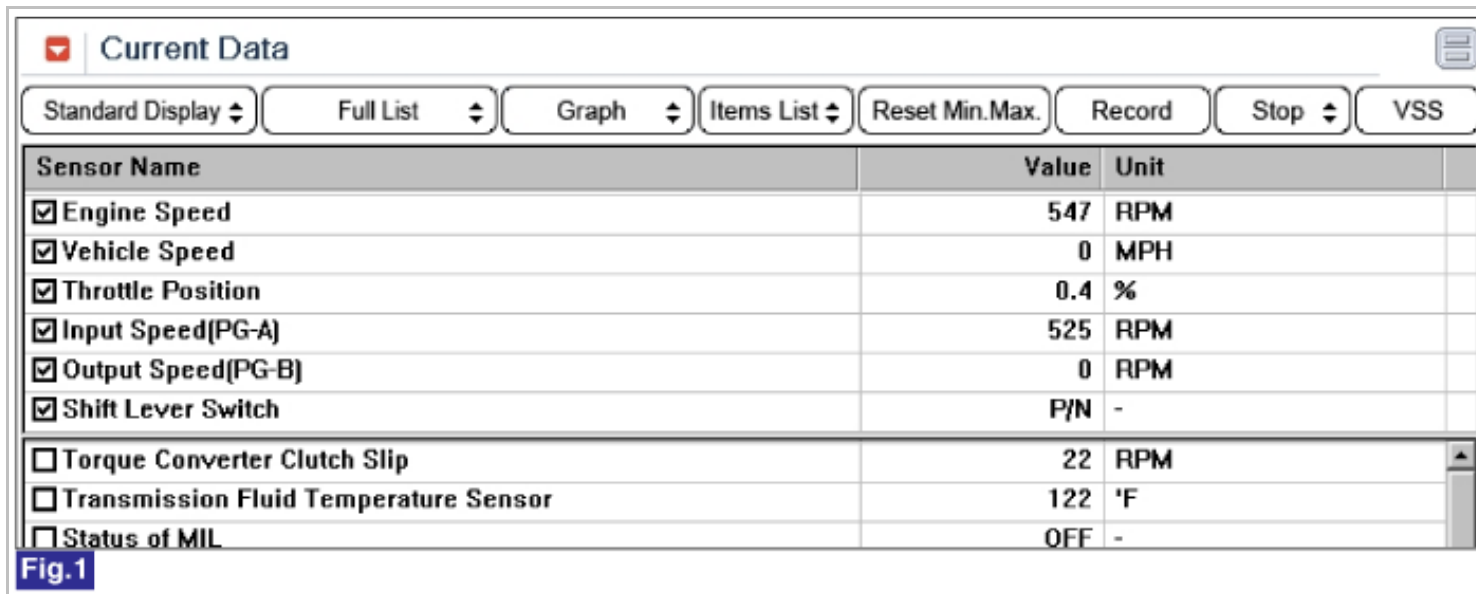 Current Data
Standard Display Full List Graph Items List Reset Min.Max. Record Stop VSS
Sensor Name Value Unit
Engine Speed 547 RPM
Vehicle Speed 0 MPH
Throttle Position 0.4 %
Input Speed(PG-A) 525 RPM
Output Speed(PG-B) 0 RPM
Shift Lever Switch P/N -
Torque Converter Clutch Slip 22 RPM
Transmission Fluid Temperature Sensor 122 'F
Status of MIL OFF -
Fig.1